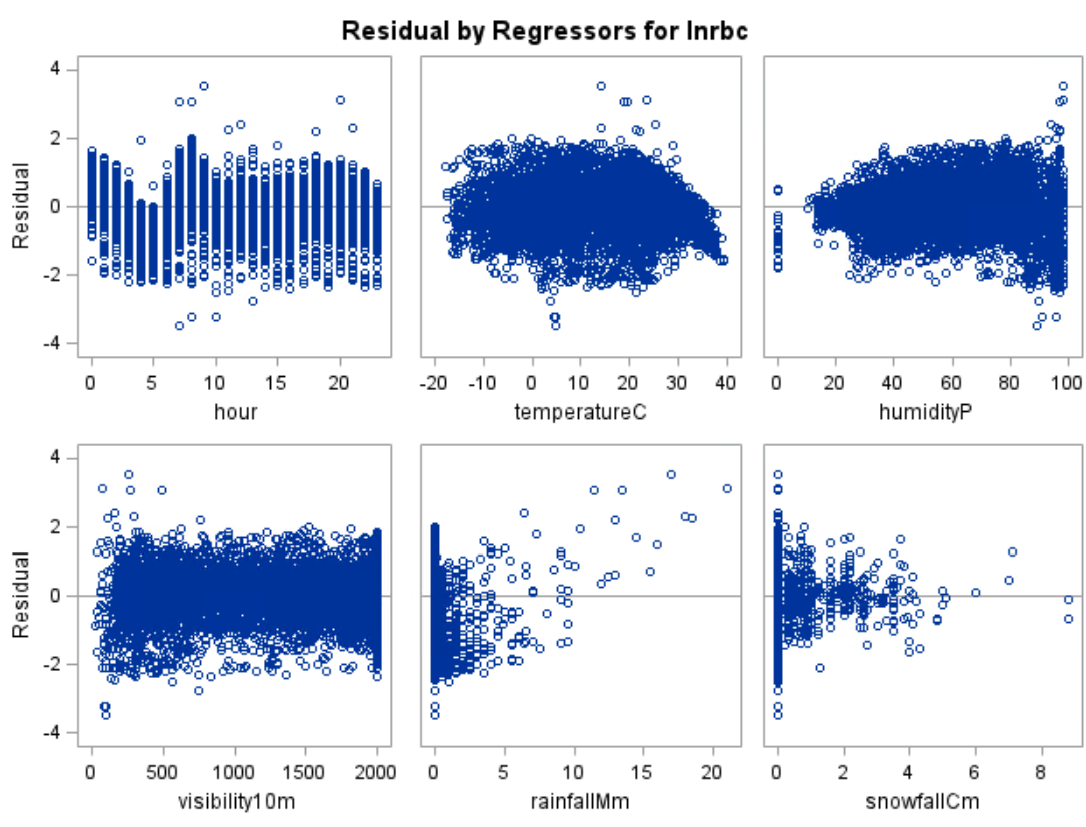 Residual by Regressors for lnrbc
4
2
0
-2
-4
Residual
0 5 10 15 20
hour
-20 -10 0 10 20 30 40
temperatureC
0 20 40 60 80 100
humidityP
4
2
0
-2
-4
Residual
0 500 1000 1500 2000
visibility10m
0 5 10 15 20
rainfallMm
0 2 4 6 8
snowfallCm